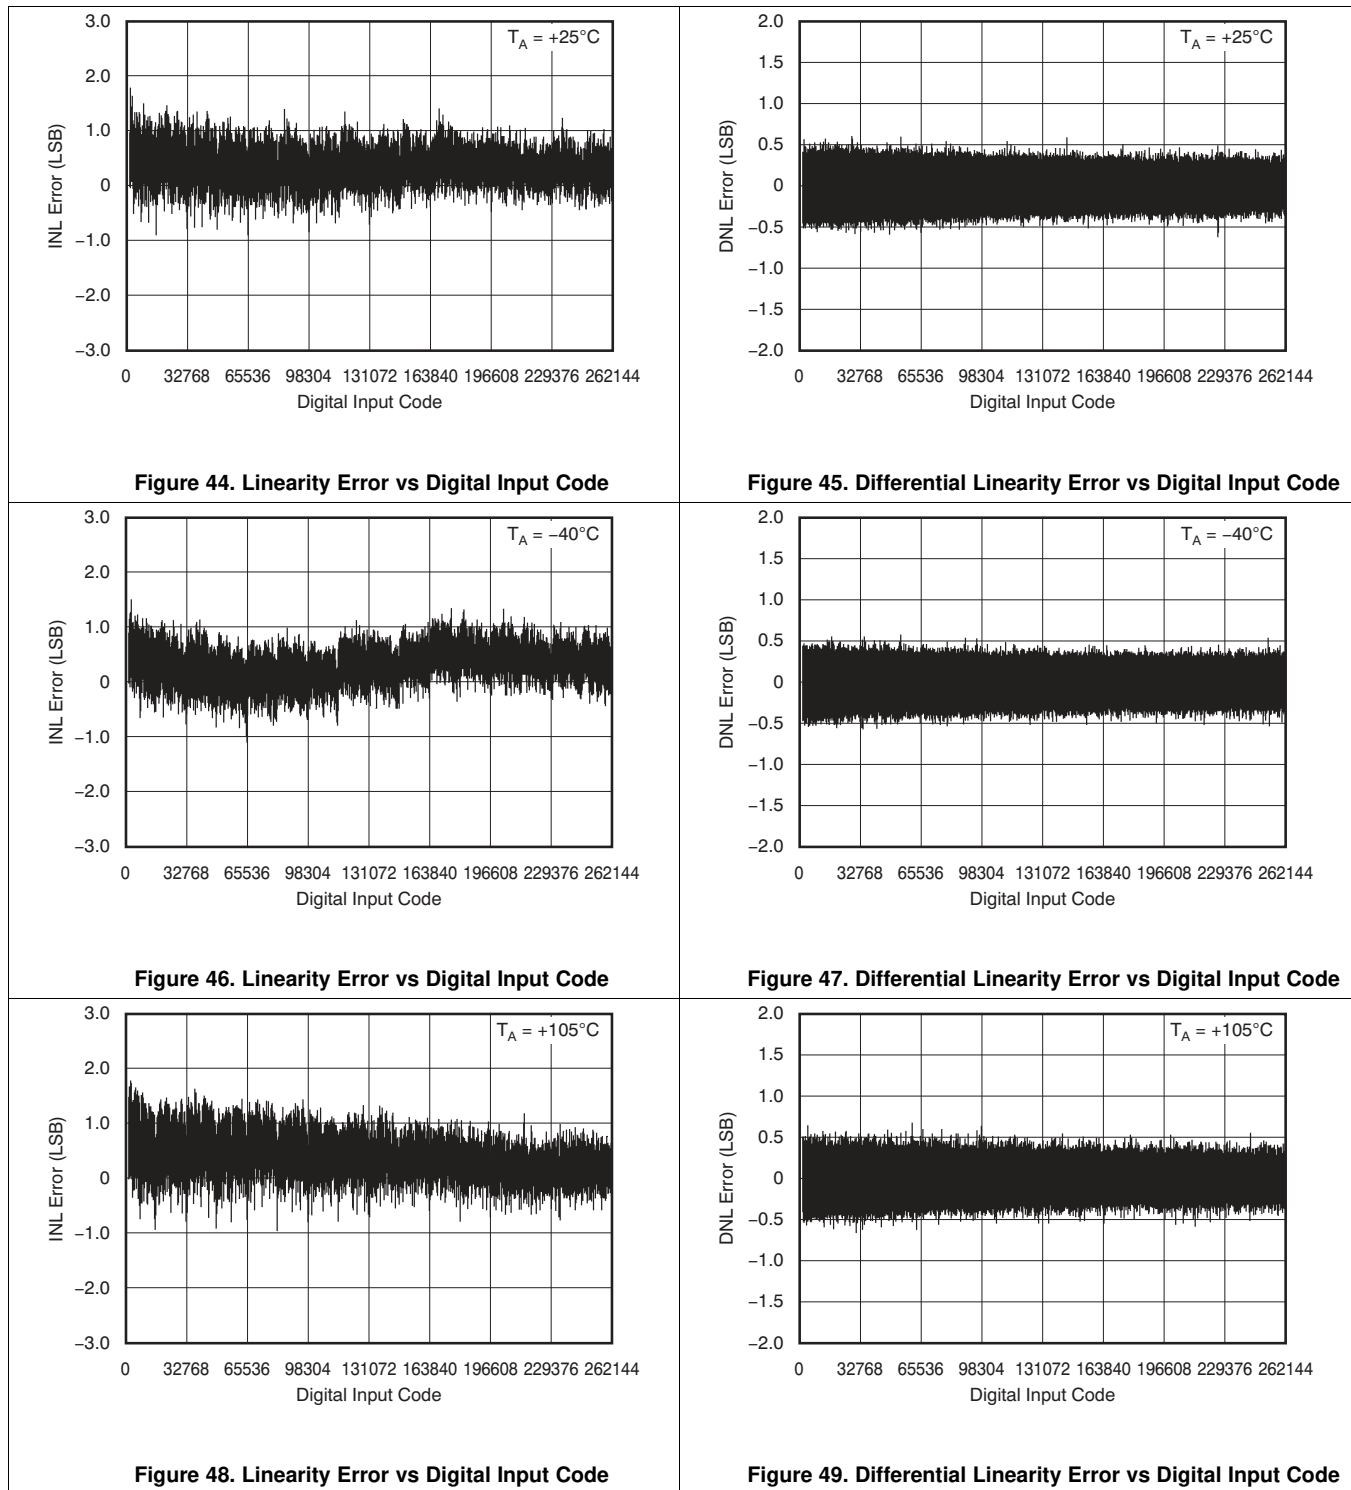 3.0
2.0
1.0
0
−1.0
−2.0
−3.0
INL Error (LSB)
T_A = +25°C
0 32768 65536 98304 131072 163840 196608 229376 262144
Digital Input Code
Figure 44. Linearity Error vs Digital Input Code
2.0
1.5
1.0
0.5
0
−0.5
−1.0
−1.5
−2.0
DNL Error (LSB)
T_A = +25°C
0 32768 65536 98304 131072 163840 196608 229376 262144
Digital Input Code
Figure 45. Differential Linearity Error vs Digital Input Code
3.0
2.0
1.0
0
−1.0
−2.0
−3.0
INL Error (LSB)
T_A = −40°C
0 32768 65536 98304 131072 163840 196608 229376 262144
Digital Input Code
Figure 46. Linearity Error vs Digital Input Code
2.0
1.5
1.0
0.5
0
−0.5
−1.0
−1.5
−2.0
DNL Error (LSB)
T_A = −40°C
0 32768 65536 98304 131072 163840 196608 229376 262144
Digital Input Code
Figure 47. Differential Linearity Error vs Digital Input Code
3.0
2.0
1.0
0
−1.0
−2.0
−3.0
INL Error (LSB)
T_A = +105°C
0 32768 65536 98304 131072 163840 196608 229376 262144
Digital Input Code
Figure 48. Linearity Error vs Digital Input Code
2.0
1.5
1.0
0.5
0
−0.5
−1.0
−1.5
−2.0
DNL Error (LSB)
T_A = +105°C
0 32768 65536 98304 131072 163840 196608 229376 262144
Digital Input Code
Figure 49. Differential Linearity Error vs Digital Input Code